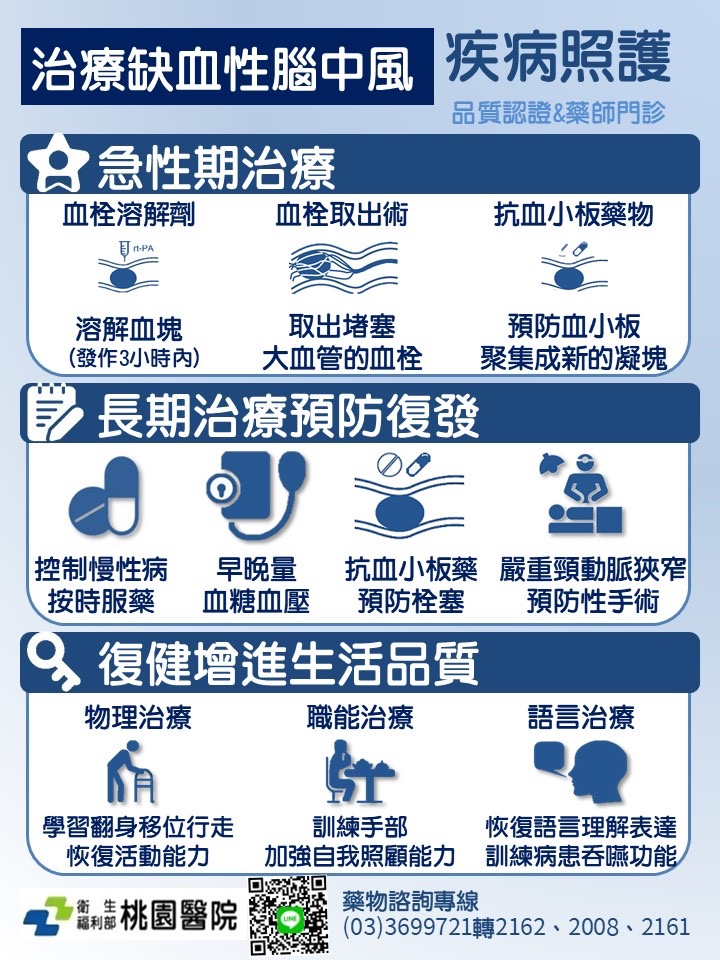 治療缺血性腦中風
疾病照護
品質認證&藥師門診
急性期治療
血栓溶解劑
rt-PA
溶解血塊
(發作3小時內)
血栓取出術
取出堵塞
大血管的血栓
抗血小板藥物
預防血小板
聚集成新的凝塊
長期治療預防復發
控制慢性病
按時服藥
早晚量
血糖血壓
抗血小板藥
預防栓塞
嚴重頸動脈狹窄
預防性手術
復健增進生活品質
物理治療
學習翻身移位行走
恢復活動能力
職能治療
訓練手部
加強自我照顧能力
語言治療
恢復語言理解表達
訓練病患吞嚥功能
衛生
福利部
桃園醫院
LINE
藥物諮詢專線
(03)3699721轉2162、2008、2161